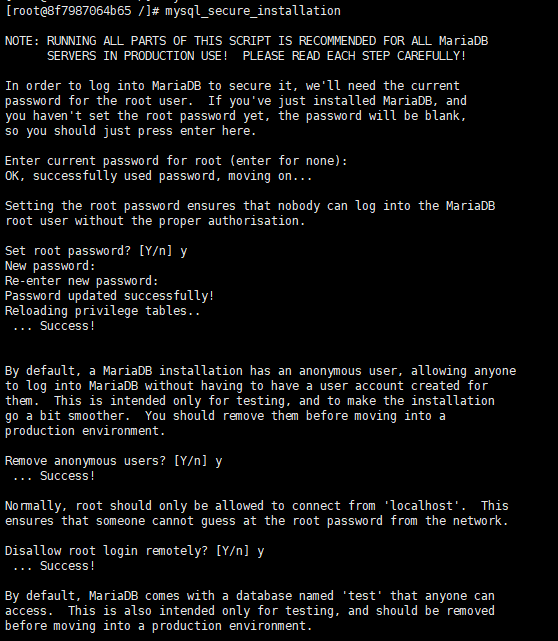 [root@8f7987064b65 /]# mysql_secure_installation
NOTE: RUNNING ALL PARTS OF THIS SCRIPT IS RECOMMENDED FOR ALL MariaDB
SERVERS IN PRODUCTION USE!  PLEASE READ EACH STEP CAREFULLY!
In order to log into MariaDB to secure it, we'll need the current
password for the root user.  If you've just installed MariaDB, and
you haven't set the root password yet, the password will be blank,
so you should just press enter here.
Enter current password for root (enter for none):
OK, successfully used password, moving on...
Setting the root password ensures that nobody can log into the MariaDB
root user without the proper authorisation.
Set root password? [Y/n] y
New password:
Re-enter new password:
Password updated successfully!
Reloading privilege tables..
... Success!
By default, a MariaDB installation has an anonymous user, allowing anyone
to log into MariaDB without having to have a user account created for
them.  This is intended only for testing, and to make the installation
go a bit smoother.  You should remove them before moving into a
production environment.
Remove anonymous users? [Y/n] y
... Success!
Normally, root should only be allowed to connect from 'localhost'.  This
ensures that someone cannot guess at the root password from the network.
Disallow root login remotely? [Y/n] y
... Success!
By default, MariaDB comes with a database named 'test' that anyone can
access.  This is also intended only for testing, and should be removed
before moving into a production environment.